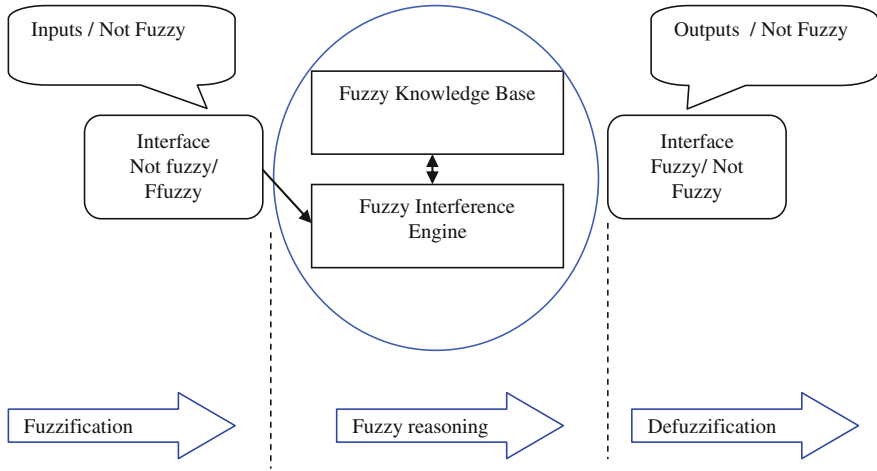 Inputs / Not Fuzzy
Outputs / Not Fuzzy
Fuzzy Knowledge Base
Interface
Not fuzzy/
Ffuzzy
Interface
Fuzzy/ Not
Fuzzy
Fuzzy Interference
Engine
Fuzzification
Fuzzy reasoning
Defuzzification